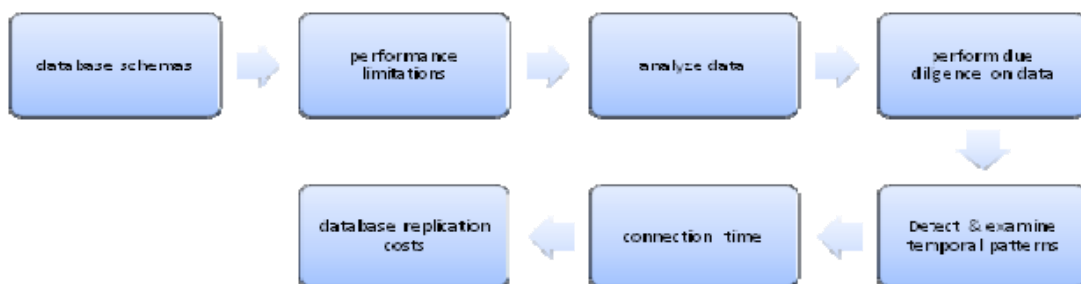 database schemas
performance
limitations
analyze data
perform due
diligence on data
Detect & examine
temporal patterns
connection time
database replication
costs